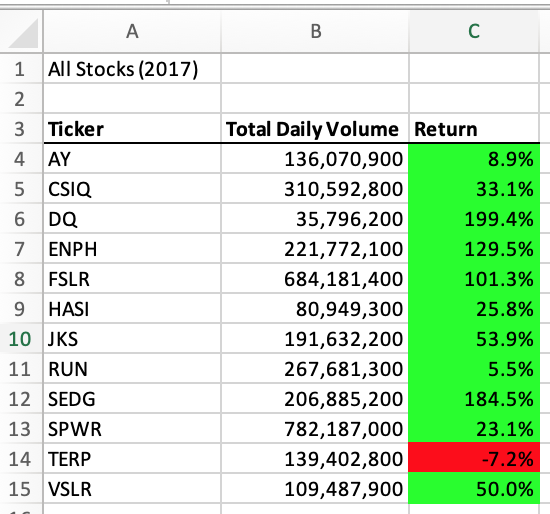 A B C
1 All Stocks (2017)
2
3 Ticker Total Daily Volume Return
4 AY 136,070,900 8.9%
5 CSIQ 310,592,800 33.1%
6 DQ 35,796,200 199.4%
7 ENPH 221,772,100 129.5%
8 FSLR 684,181,400 101.3%
9 HASI 80,949,300 25.8%
10 JKS 191,632,200 53.9%
11 RUN 267,681,300 5.5%
12 SEDG 206,885,200 184.5%
13 SPWR 782,187,000 23.1%
14 TERP 139,402,800 -7.2%
15 VSLR 109,487,900 50.0%